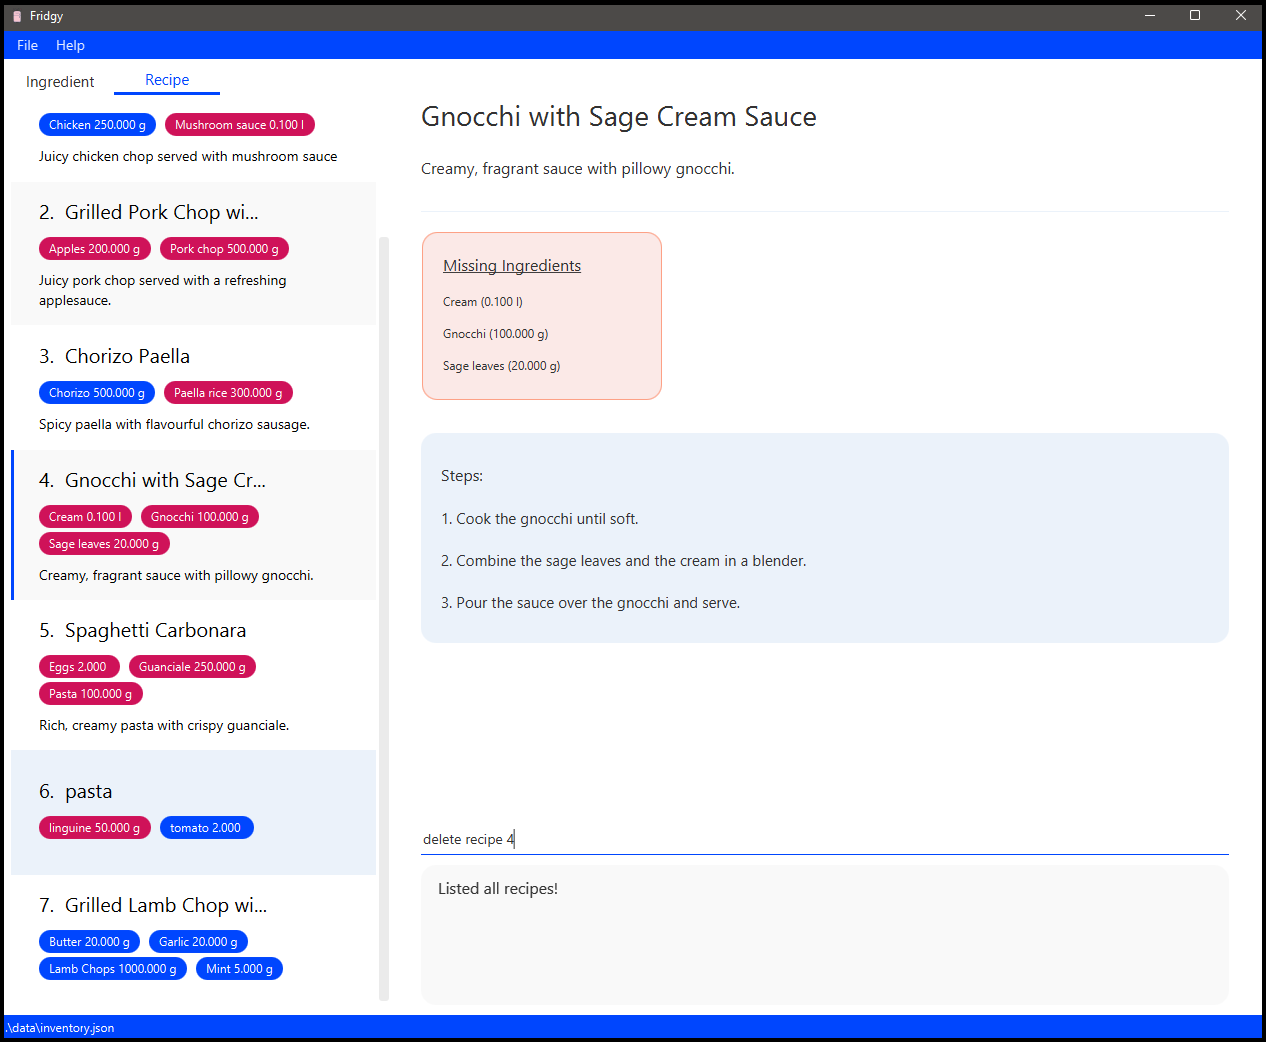 Fridgy
File Help
Ingredient Recipe
Chicken 250.000 g Mushroom sauce 0.100 l
Juicy chicken chop served with mushroom sauce
2. Grilled Pork Chop wi...
Apples 200.000 g Pork chop 500.000 g
Juicy pork chop served with a refreshing
applesauce.
3. Chorizo Paella
Chorizo 500.000 g Paella rice 300.000 g
Spicy paella with flavourful chorizo sausage.
4. Gnocchi with Sage Cr...
Cream 0.100 l Gnocchi 100.000 g
Sage leaves 20.000 g
Creamy, fragrant sauce with pillowy gnocchi.
5. Spaghetti Carbonara
Eggs 2.000 Guanciale 250.000 g
Pasta 100.000 g
Rich, creamy pasta with crispy guanciale.
6. pasta
linguine 50.000 g tomato 2.000
7. Grilled Lamb Chop wi...
Butter 20.000 g Garlic 20.000 g
Lamb Chops 1000.000 g Mint 5.000 g
Gnocchi with Sage Cream Sauce
Creamy, fragrant sauce with pillowy gnocchi.
Missing Ingredients
Cream (0.100 l)
Gnocchi (100.000 g)
Sage leaves (20.000 g)
Steps:
1. Cook the gnocchi until soft.
2. Combine the sage leaves and the cream in a blender.
3. Pour the sauce over the gnocchi and serve.
delete recipe 4
Listed all recipes!
.\data\inventory.json